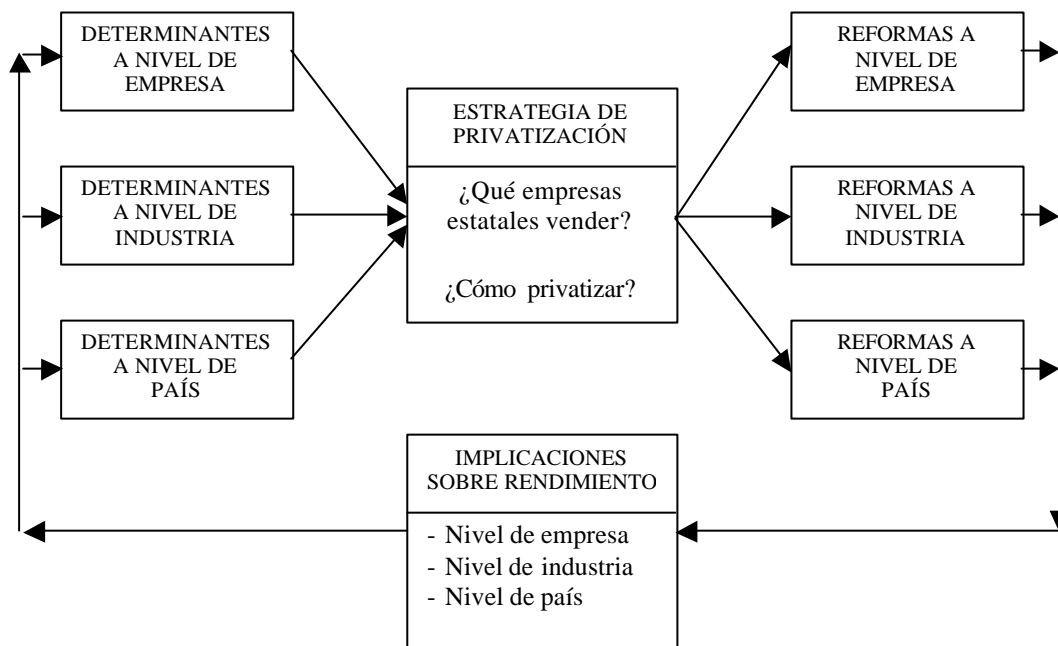 DETERMINANTES
A NIVEL DE
EMPRESA
DETERMINANTES
A NIVEL DE
INDUSTRIA
DETERMINANTES
A NIVEL DE
PAÍS
ESTRATEGIA DE
PRIVATIZACIÓN
¿Qué empresas
estatales vender?
¿Cómo privatizar?
REFORMAS A
NIVEL DE
EMPRESA
REFORMAS A
NIVEL DE
INDUSTRIA
REFORMAS A
NIVEL DE
PAÍS
IMPLICACIONES
SOBRE RENDIMIENTO
- Nivel de empresa
- Nivel de industria
- Nivel de país